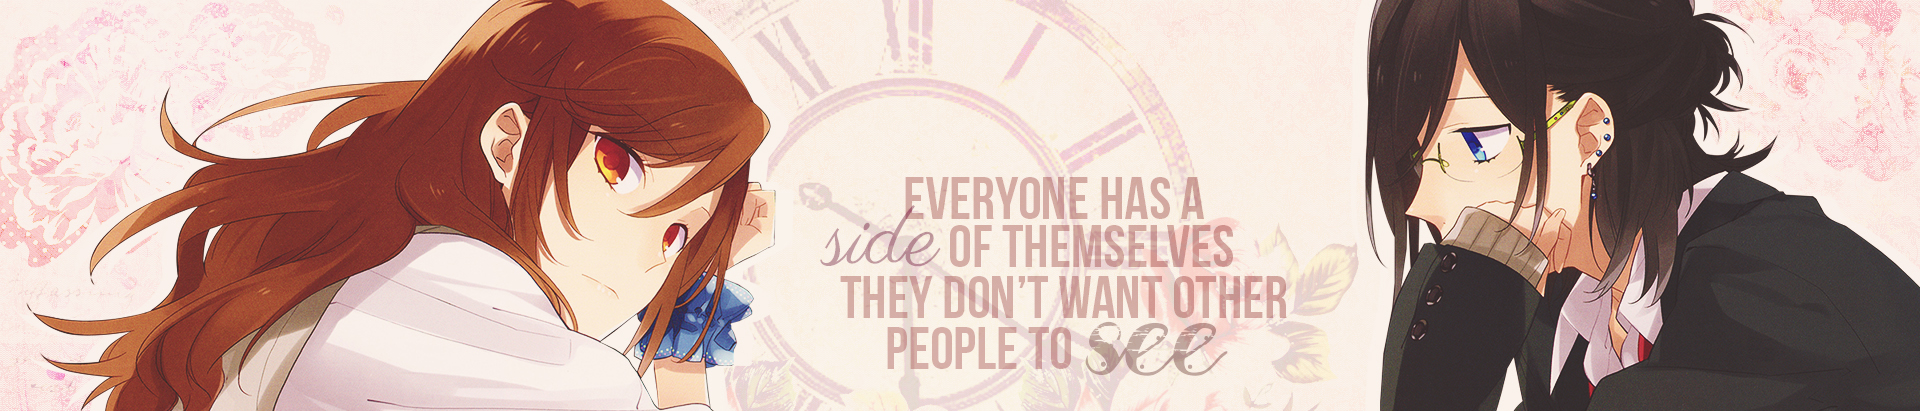 EVERYONE HAS A
side OF THEMSELVES
THEY DON'T WANT OTHER
PEOPLE TO see